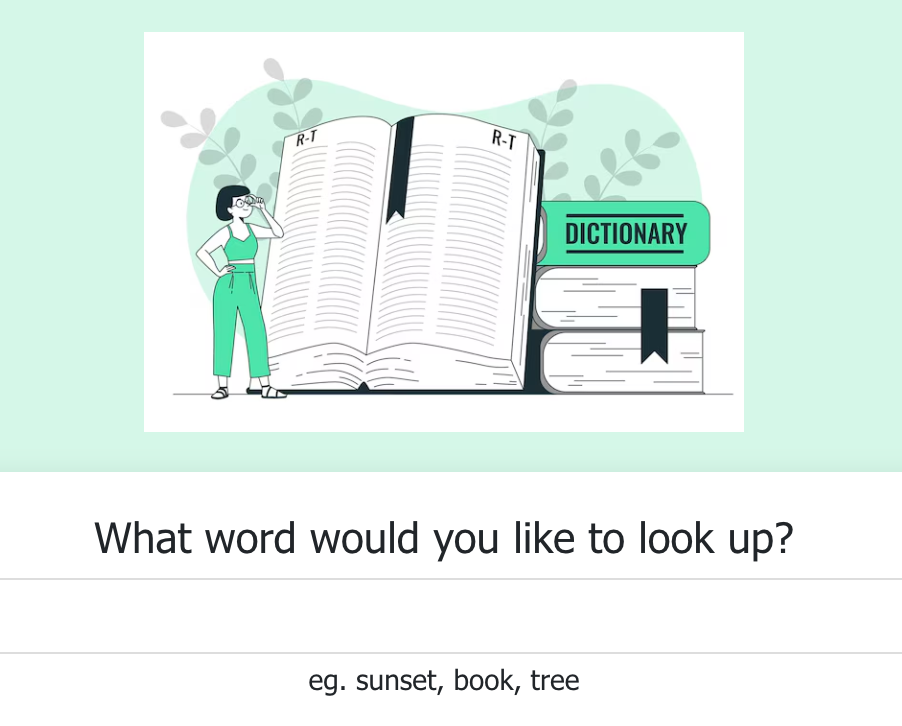 R-T
R-T
DICTIONARY
What word would you like to look up?
eg. sunset, book, tree